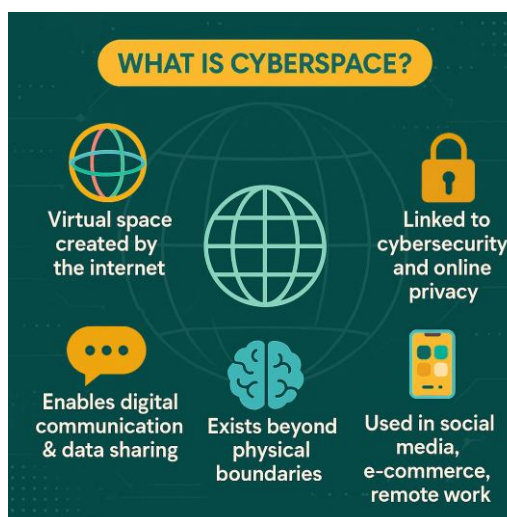 WHAT IS CYBERSPACE?
Virtual space
created by
the internet
Linked to
cybersecurity
and online
privacy
Enables digital
communication
& data sharing
Exists beyond
physical
boundaries
Used in social
media,
e-commerce,
remote work